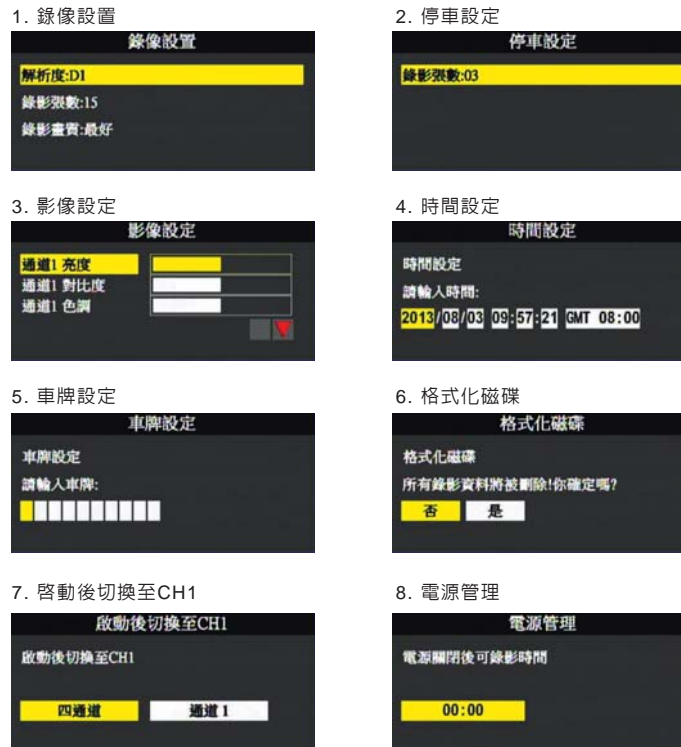 1. 錄像設置
錄像設置
解析度:D1
錄影張數:15
錄影畫質:最好
2. 停車設定
停車設定
錄影張數:03
3. 影像設定
影像設定
通道1 亮度
通道1 對比度
通道1 色調
4. 時間設定
時間設定
時間設定
請輸入時間:
2013/08/03 09:57:21 GMT 08:00
5. 車牌設定
車牌設定
車牌設定
請輸入車牌:
6. 格式化磁碟
格式化磁碟
格式化磁碟
所有錄影資料將被刪除!你確定嗎?
否 是
7. 啓動後切換至CH1
啟動後切換至CH1
啟動後切換至CH1
四通道 通道 1
8. 電源管理
電源管理
電源關閉後可錄影時間
00:00